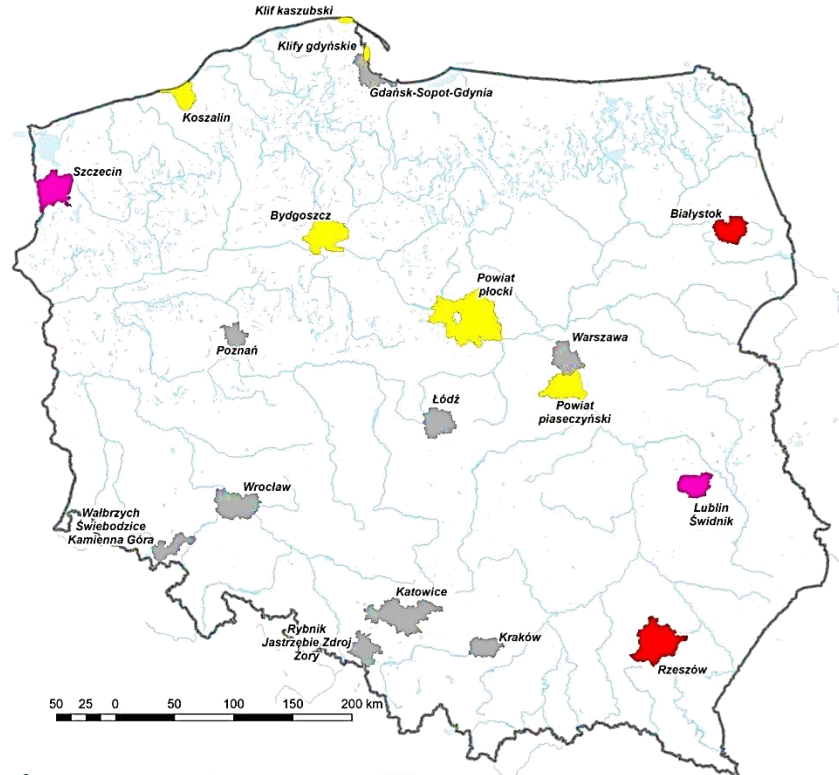 Klif kaszubski
Klify gdyńskie
Gdańsk-Sopot-Gdynia
Koszalin
Szczecin
Bydgoszcz
Białystok
Powiat
płocki
Poznań
Warszawa
Łódź
Powiat
piaseczyński
Wrocław
Wałbrzych
Świebodzice
Kamienna Góra
Lublin
Świdnik
Katowice
Rybnik
Jastrzębie Zdroj
Żory
Kraków
Rzeszów
50 25 0 50 100 150 200 km